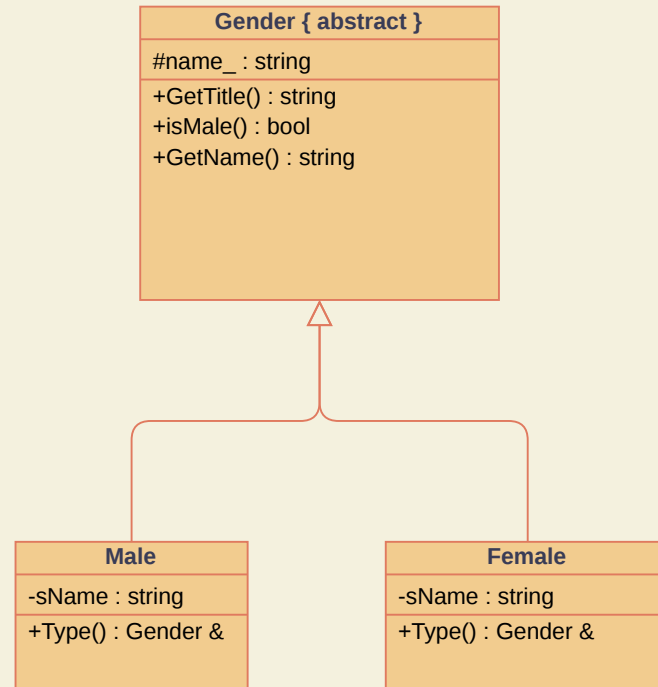 Gender { abstract }
#name_ : string
+GetTitle() : string
+isMale() : bool
+GetName() : string
Male
-sName : string
+Type() : Gender &
Female
-sName : string
+Type() : Gender &